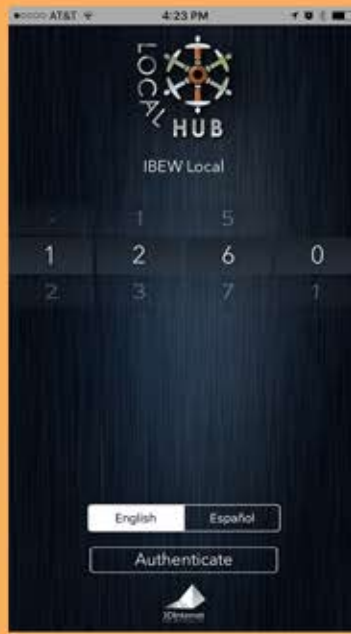 AT&T 4:23 PM
LOCAL
HUB
IBEW Local
- 1 5
1 2 6 0
2 3 7 1
English Español
Authenticate
3DInternet